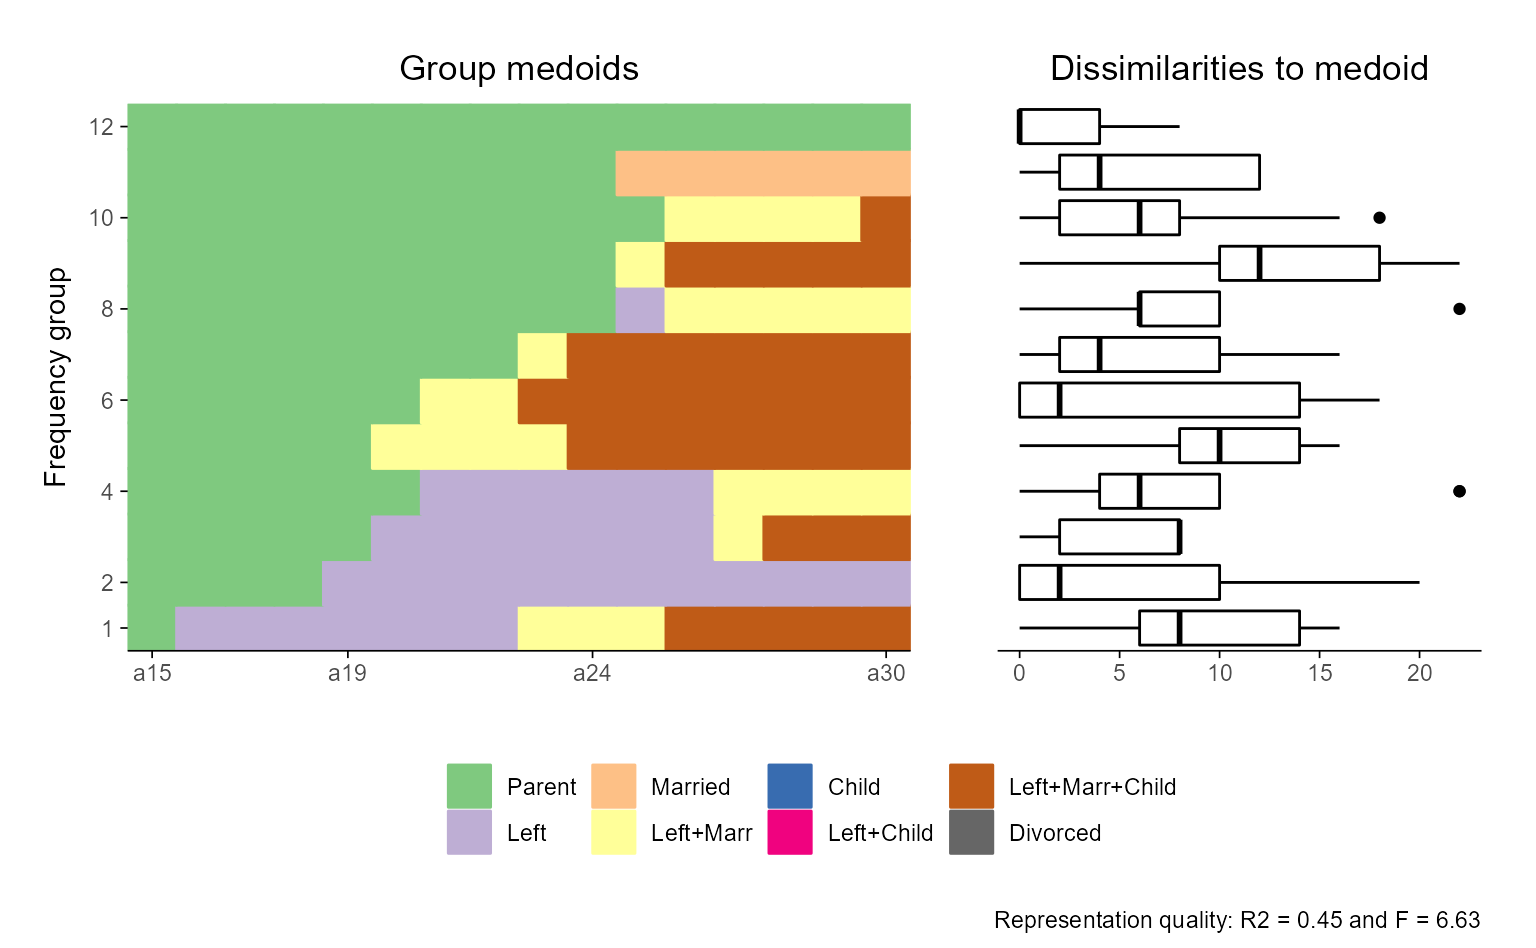 Group medoids
Dissimilarities to medoid
Frequency group
12
10
8
6
4
2
1
a15 a19 a24 a30
0 5 10 15 20
Parent Married Child Left+Marr+Child
Left Left+Marr Left+Child Divorced
Representation quality: R2 = 0.45 and F = 6.63